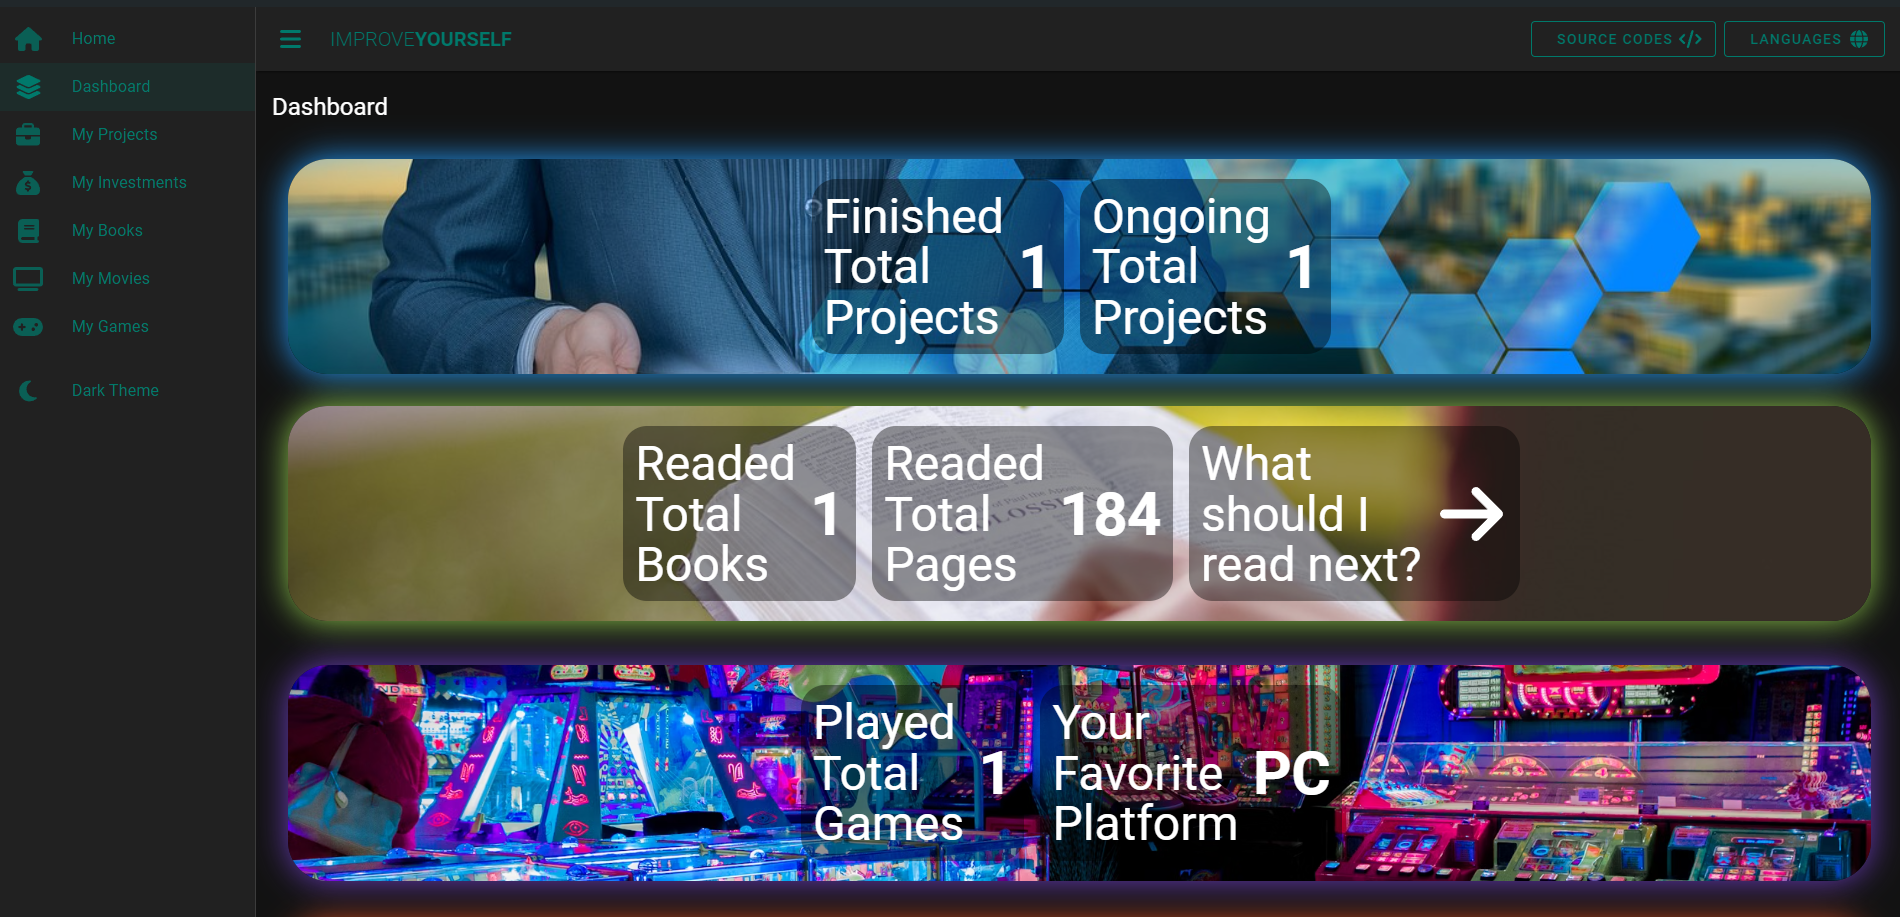 Home
Dashboard
My Projects
My Investments
My Books
My Movies
My Games
Dark Theme
IMPROVEYOURSELF
SOURCE CODES </>
LANGUAGES
Dashboard
Finished
Total
Projects
1
Ongoing
Total
Projects
1
Readed
Total
Books
1
Readed
Total
Pages
184
What
should I
read next?
Played
Total
Games
1
Your
Favorite
Platform
PC